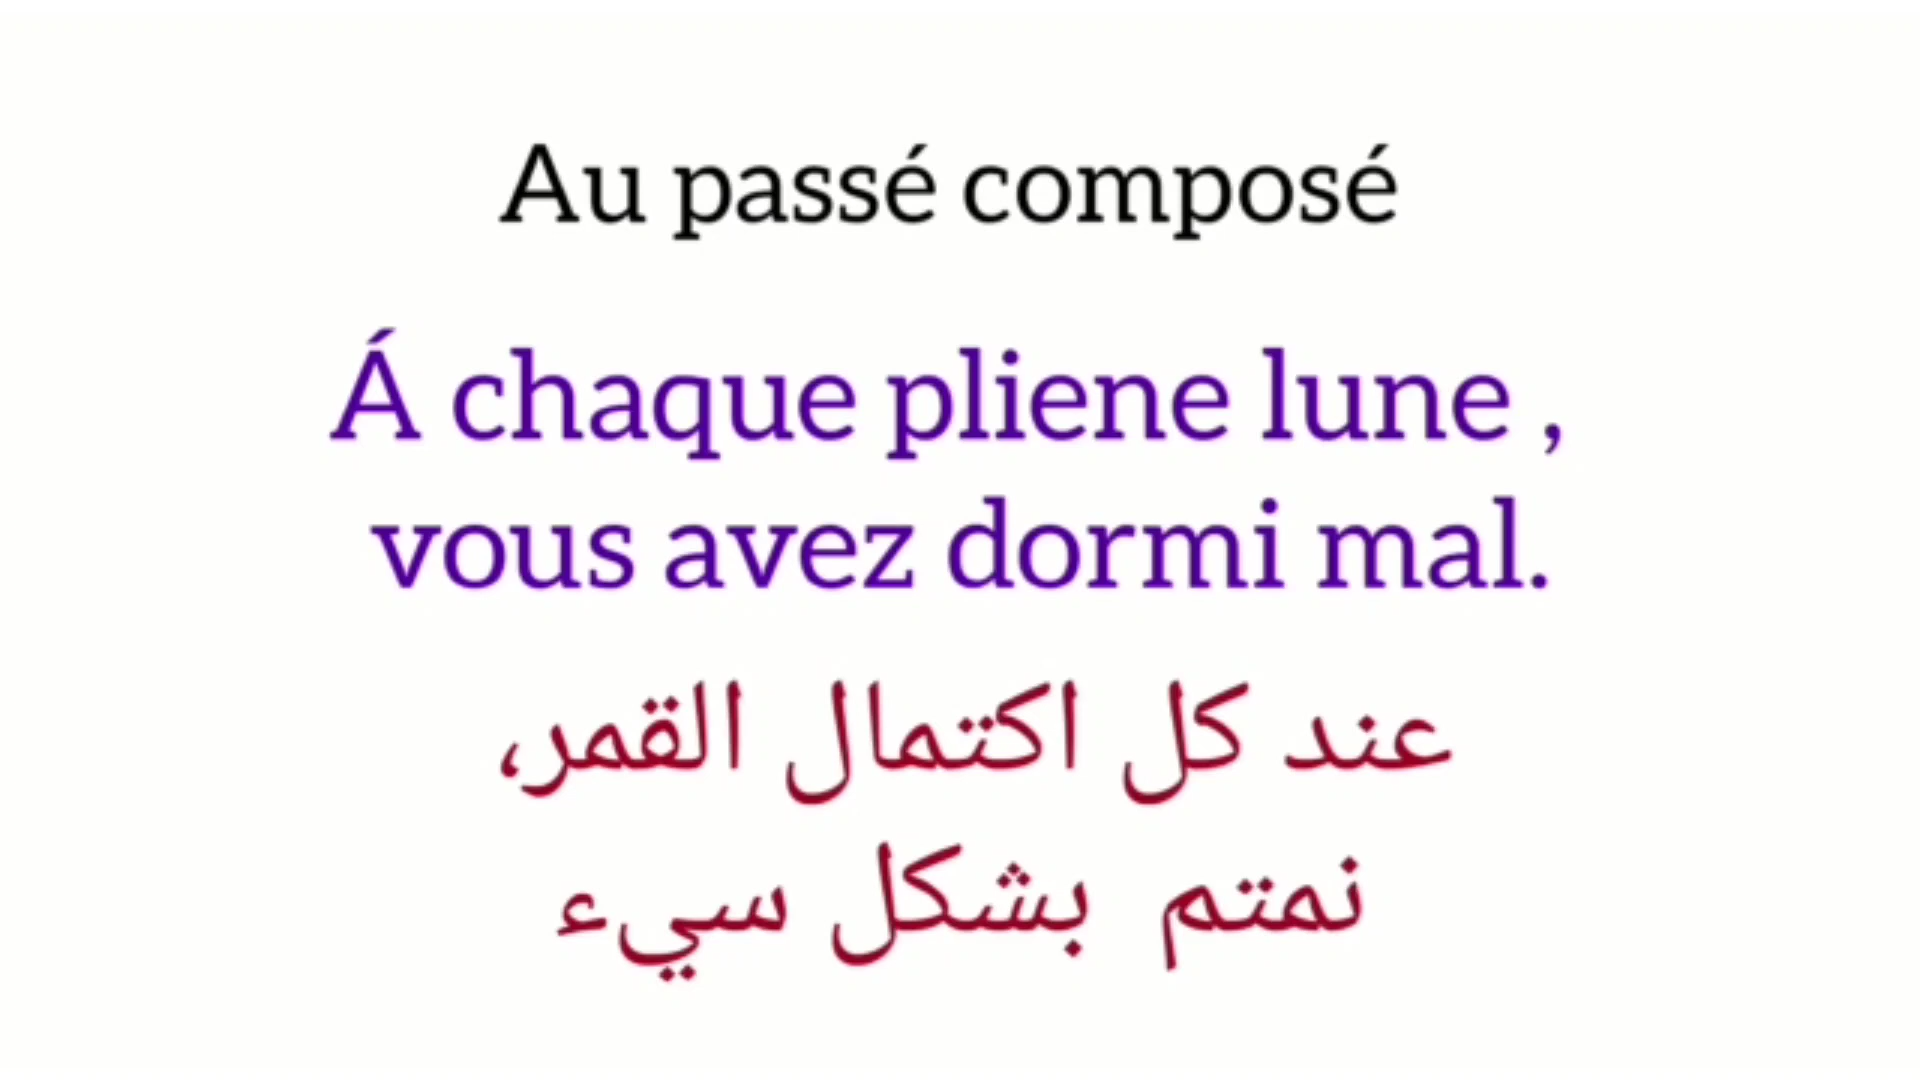 Au passé composé
Á chaque pliene lune ,
vous avez dormi mal.
عند كل اكتمال القمر،
نمتم بشكل سيء